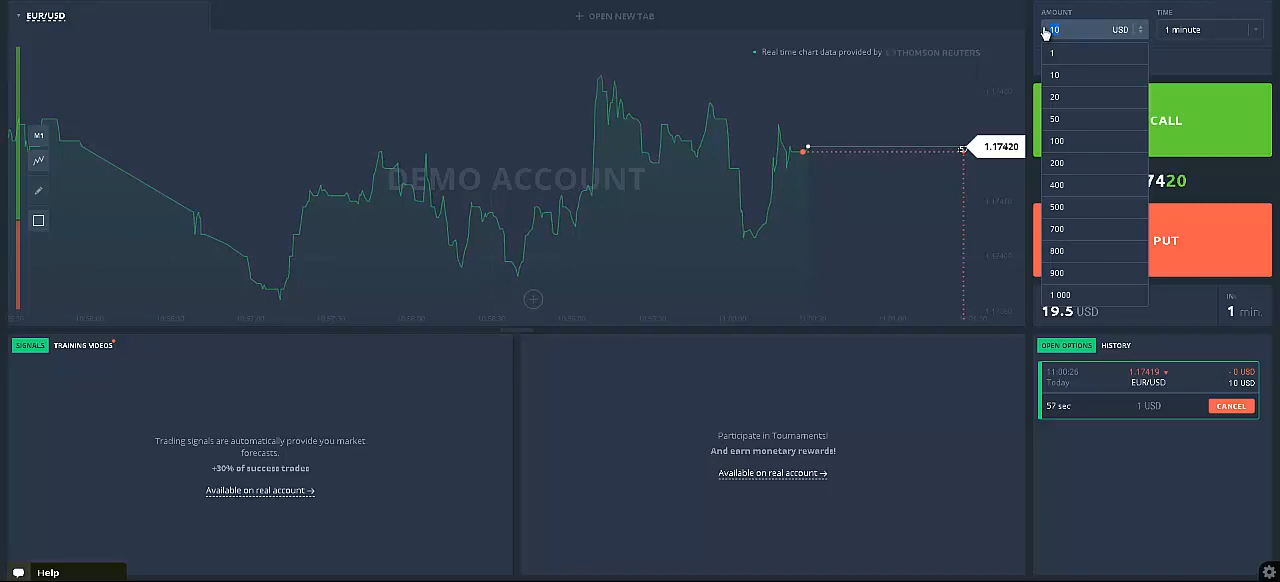 EUR/USD
+ OPEN NEW TAB
Real time chart data provided by THOMSON REUTERS
1.17420
M1
DEMO ACCOUNT
AMOUNT
10 USD
TIME
1 minute
1
10
20
50
100
200
400
500
700
800
900
1 000
CALL
7420
PUT
19.5 USD
1 min.
SIGNALS TRAINING VIDEOS
Trading signals are automatically provide you market
forecasts.
+30% of success trades
Available on real account →
Participate in Tournaments!
And earn monetary rewards!
Available on real account →
OPEN OPTIONS HISTORY
11:00:26 1.17419 - 0 USD
Today EUR/USD 10 USD
57 sec 1 USD CANCEL
Help